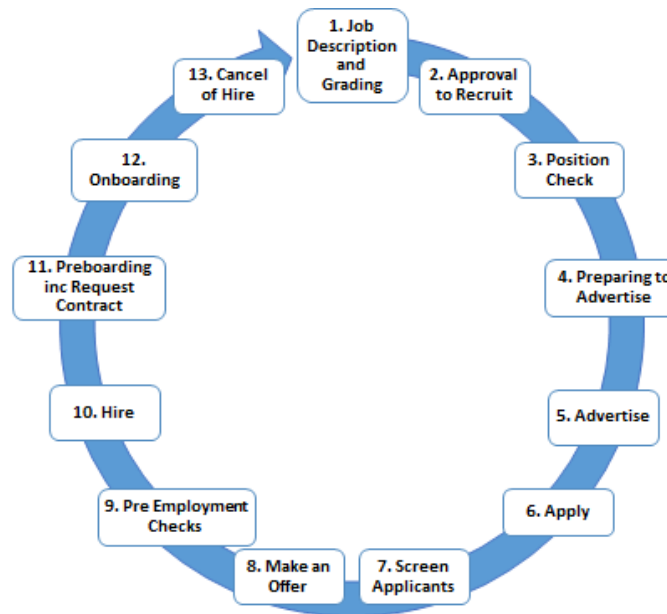 1. Job
Description
and
Grading
2. Approval
to Recruit
3. Position
Check
4. Preparing to
Advertise
5. Advertise
6. Apply
7. Screen
Applicants
8. Make an
Offer
9. Pre Employment
Checks
10. Hire
11. Preboarding
inc Request
Contract
12.
Onboarding
13. Cancel
of Hire